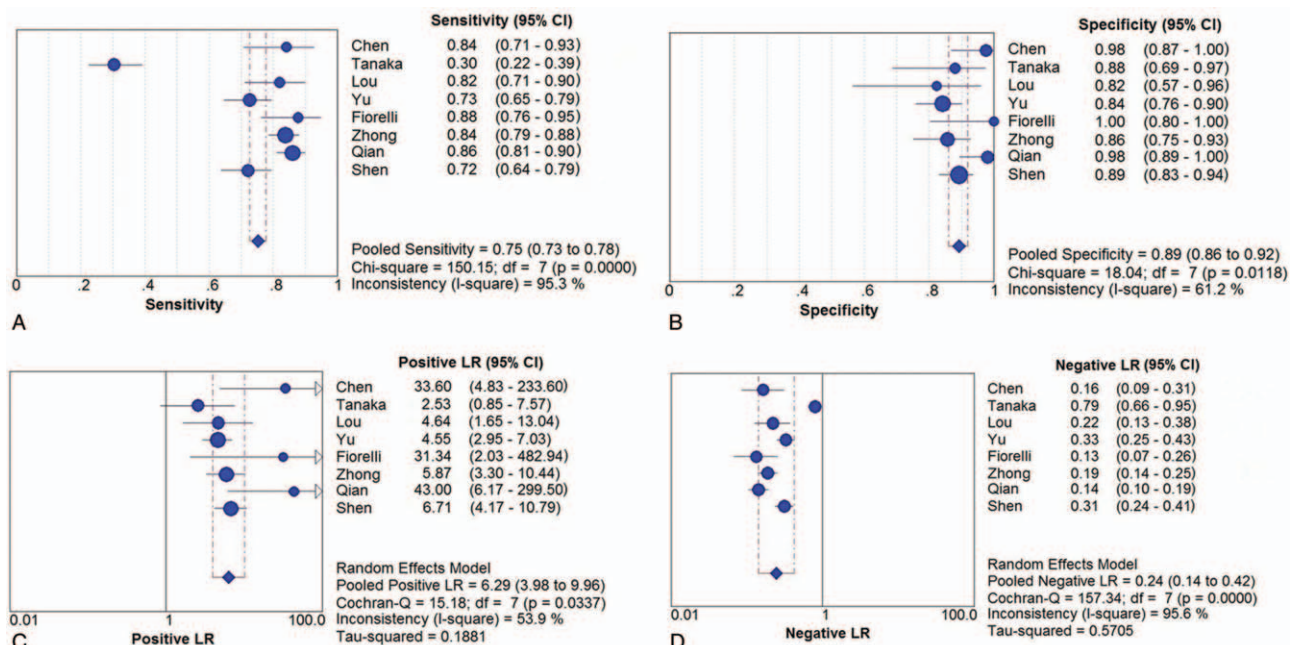 Sensitivity (95% CI)
Chen 0.84 (0.71 - 0.93)
Tanaka 0.30 (0.22 - 0.39)
Lou 0.82 (0.71 - 0.90)
Yu 0.73 (0.65 - 0.79)
Fiorelli 0.88 (0.76 - 0.95)
Zhong 0.84 (0.79 - 0.88)
Qian 0.86 (0.81 - 0.90)
Shen 0.72 (0.64 - 0.79)
Pooled Sensitivity = 0.75 (0.73 to 0.78)
Chi-square = 150.15; df = 7 (p = 0.0000)
Inconsistency (I-square) = 95.3 %
0 .2 .4 .6 .8 1
Sensitivity
A
Specificity (95% CI)
Chen 0.98 (0.87 - 1.00)
Tanaka 0.88 (0.69 - 0.97)
Lou 0.82 (0.57 - 0.96)
Yu 0.84 (0.76 - 0.90)
Fiorelli 1.00 (0.80 - 1.00)
Zhong 0.86 (0.75 - 0.93)
Qian 0.98 (0.89 - 1.00)
Shen 0.89 (0.83 - 0.94)
Pooled Specificity = 0.89 (0.86 to 0.92)
Chi-square = 18.04; df = 7 (p = 0.0118)
Inconsistency (I-square) = 61.2 %
0 .2 .4 .6 .8 1
Specificity
B
Positive LR (95% CI)
Chen 33.60 (4.83 - 233.60)
Tanaka 2.53 (0.85 - 7.57)
Lou 4.64 (1.65 - 13.04)
Yu 4.55 (2.95 - 7.03)
Fiorelli 31.34 (2.03 - 482.94)
Zhong 5.87 (3.30 - 10.44)
Qian 43.00 (6.17 - 299.50)
Shen 6.71 (4.17 - 10.79)
Random Effects Model
Pooled Positive LR = 6.29 (3.98 to 9.96)
Cochran-Q = 15.18; df = 7 (p = 0.0337)
Inconsistency (I-square) = 53.9 %
Tau-squared = 0.1881
0.01 1 100.0
Positive LR
C
Negative LR (95% CI)
Chen 0.16 (0.09 - 0.31)
Tanaka 0.79 (0.66 - 0.95)
Lou 0.22 (0.13 - 0.38)
Yu 0.33 (0.25 - 0.43)
Fiorelli 0.13 (0.07 - 0.26)
Zhong 0.19 (0.14 - 0.25)
Qian 0.14 (0.10 - 0.19)
Shen 0.31 (0.24 - 0.41)
Random Effects Model
Pooled Negative LR = 0.24 (0.14 to 0.42)
Cochran-Q = 157.34; df = 7 (p = 0.0000)
Inconsistency (I-square) = 95.6 %
Tau-squared = 0.5705
0.01 1 100.0
Negative LR
D